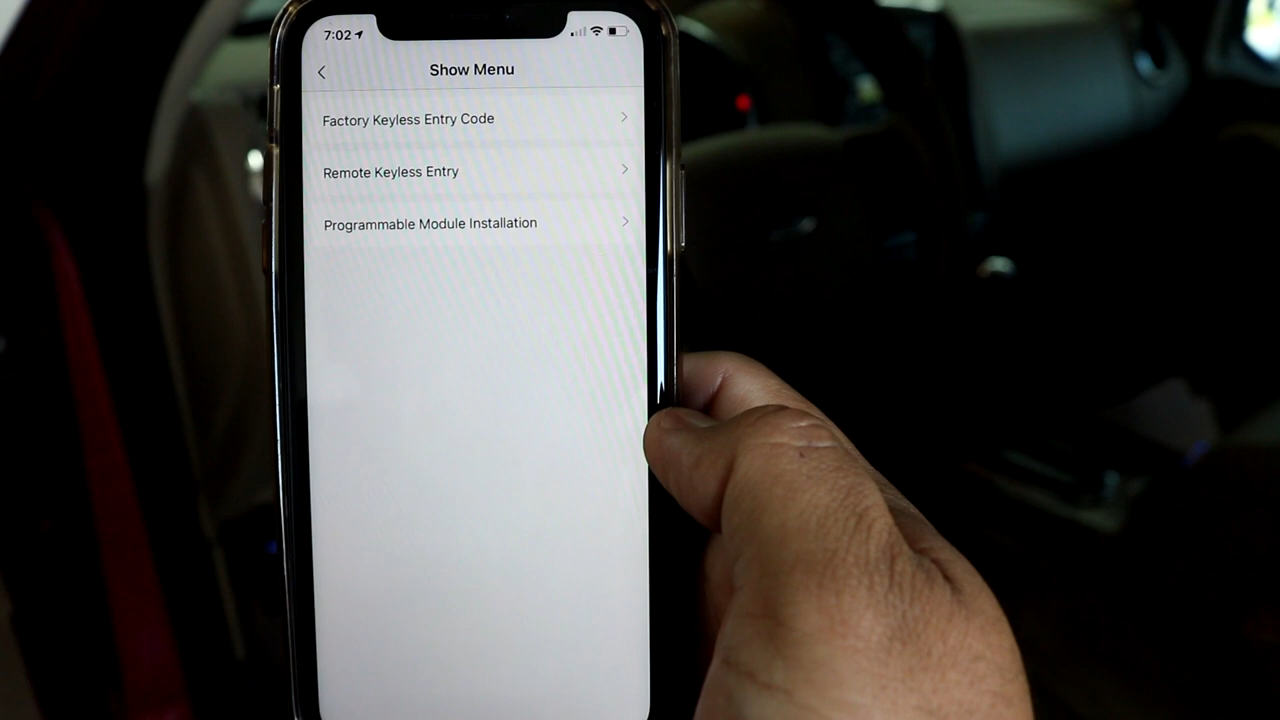 7:02
Show Menu
Factory Keyless Entry Code
Remote Keyless Entry
Programmable Module Installation